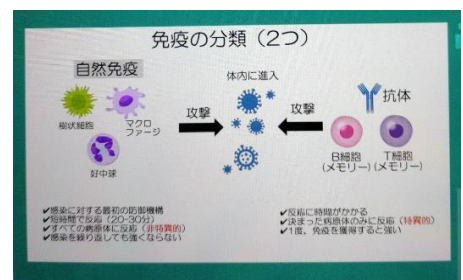 免疫の分類（2つ）
自然免疫
樹状細胞
マクロ
ファージ
好中球
攻撃
体内に進入
攻撃
抗体
B細胞
(メモリー)
T細胞
(メモリー)
✓感染に対する最初の防御機構
✓短時間で反応（20-30分）
✓すべての病原体に反応（非特異的）
✓感染を繰り返しても強くならない
✓反応に時間がかかる
✓決まった病原体のみに反応（特異的）
✓1度、免疫を獲得すると強い